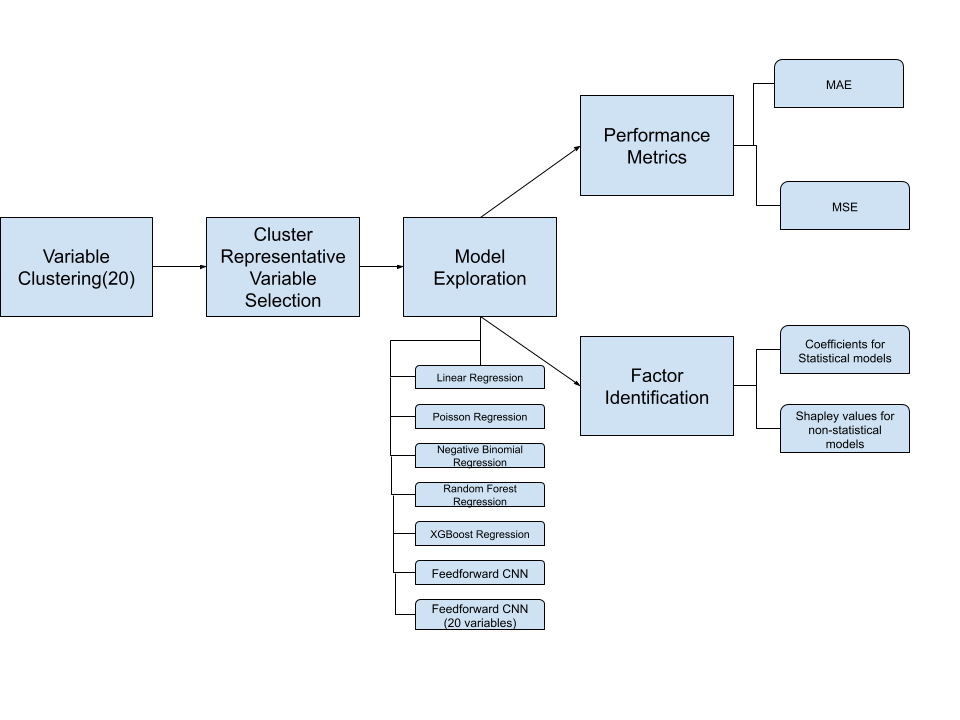 MAE
Performance
Metrics
MSE
Variable
Clustering(20)
Cluster
Representative
Variable
Selection
Model
Exploration
Linear Regression
Poisson Regression
Negative Binomial
Regression
Random Forest
Regression
XGBoost Regression
Feedforward CNN
Feedforward CNN
(20 variables)
Factor
Identification
Coefficients for
Statistical models
Shapley values for
non-statistical
models